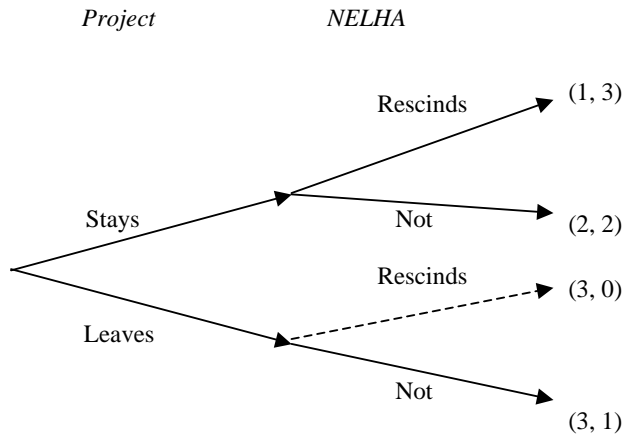 Project NELHA
Rescinds (1, 3)
Stays
Not (2, 2)
Rescinds (3, 0)
Leaves
Not (3, 1)